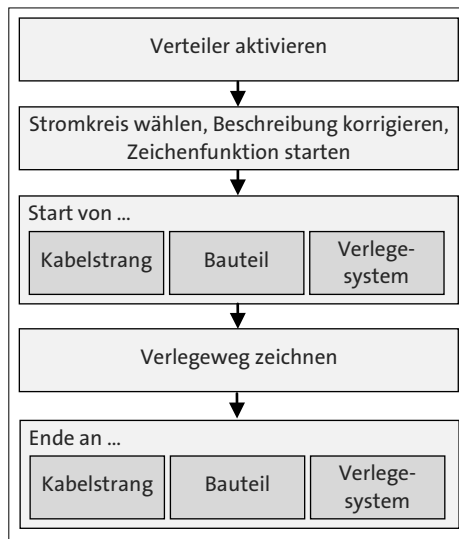 Verteiler aktivieren
Stromkreis wählen, Beschreibung korrigieren,
Zeichenfunktion starten
Start von ...
Kabelstrang
Bauteil
Verlege-
system
Verlegeweg zeichnen
Ende an ...
Kabelstrang
Bauteil
Verlege-
system